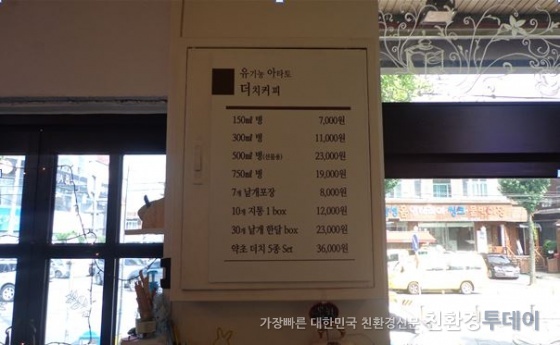 유기농 아타도
더치커피
150㎖ 병 7,000원
300㎖ 병 11,000원
500㎖ 병(선물용) 23,000원
750㎖ 병 19,000원
7개 낱개포장 8,000원
10개 지통 1 box 12,000원
30개 낱개 한달 box 23,000원
약초 더치 5종 Set 36,000원
가장빠른 대한민국 친환경신문 친환경투데이